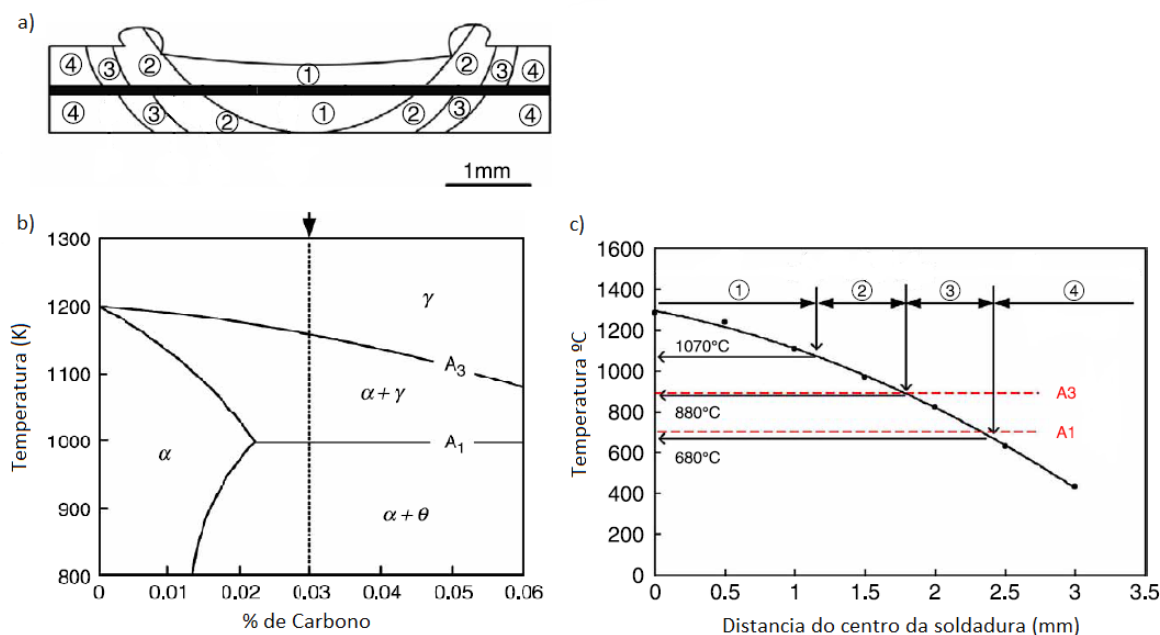 a)
④ ③ ② ① ② ③ ④
④ ③ ② ① ② ③ ④
1mm
b)
Temperatura (K)
1300
1200
1100
1000
900
800
γ
A3
α + γ
A1
α
α + θ
0 0.01 0.02 0.03 0.04 0.05 0.06
% de Carbono
c)
Temperatura ºC
1600
1400
1200
1000
800
600
400
200
0
① ② ③ ④
1070°C
A3
880°C
A1
680°C
0 0.5 1 1.5 2 2.5 3 3.5
Distancia do centro da soldadura (mm)